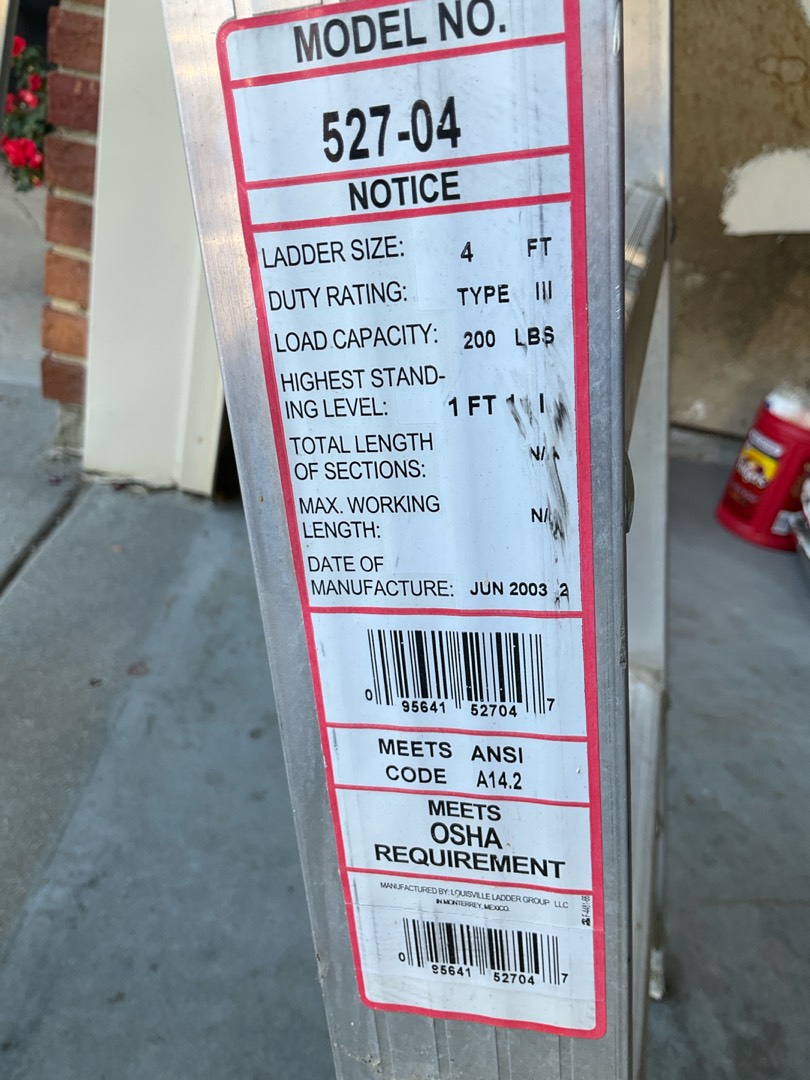 MODEL NO.
527-04
NOTICE
LADDER SIZE: 4 FT
DUTY RATING: TYPE III
LOAD CAPACITY: 200 LBS
HIGHEST STAND-
ING LEVEL: 1 FT
TOTAL LENGTH
OF SECTIONS: N/A
MAX. WORKING
LENGTH: N/A
DATE OF
MANUFACTURE: JUN 2003 2
0 95641 52704 7
MEETS ANSI
CODE A14.2
MEETS
OSHA
REQUIREMENT
MANUFACTURED BY: LOUISVILLE LADDER GROUP LLC
IN MONTERREY, MEXICO.
0 95641 52704 7